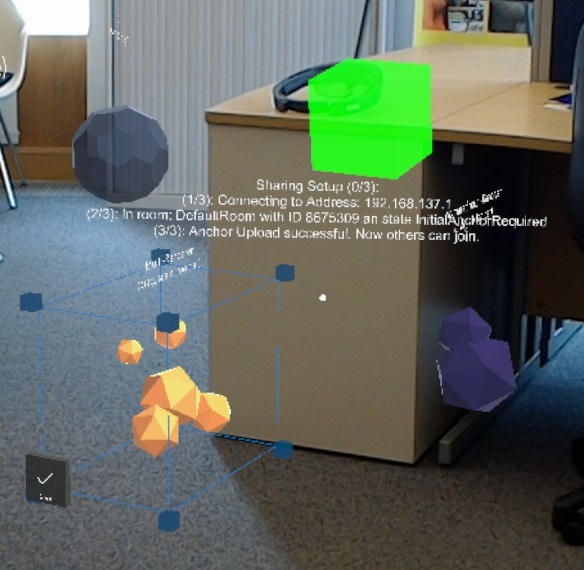 Sharing Setup (0/3):
(1/3): Connecting to Address: 192.168.137.1
(2/3): In room: DefaultRoom with ID 8675309 an state InitialAnchorRequired
(3/3): Anchor Upload successful. Now others can join.